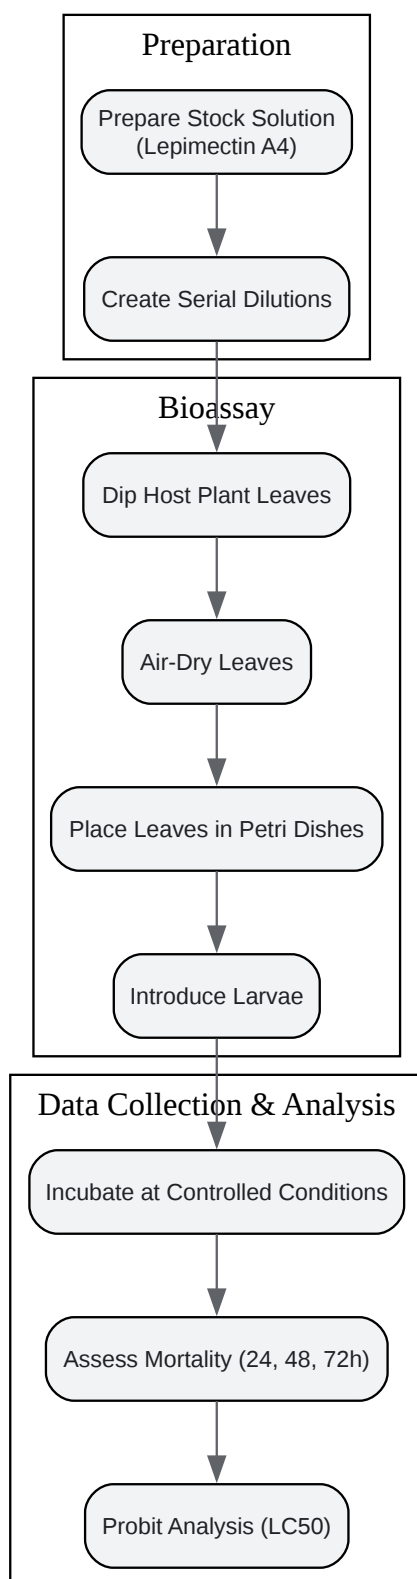 Preparation
Prepare Stock Solution
(Lepimectin A4)
Create Serial Dilutions
Bioassay
Dip Host Plant Leaves
Air-Dry Leaves
Place Leaves in Petri Dishes
Introduce Larvae
Data Collection & Analysis
Incubate at Controlled Conditions
Assess Mortality (24, 48, 72h)
Probit Analysis (LC50)